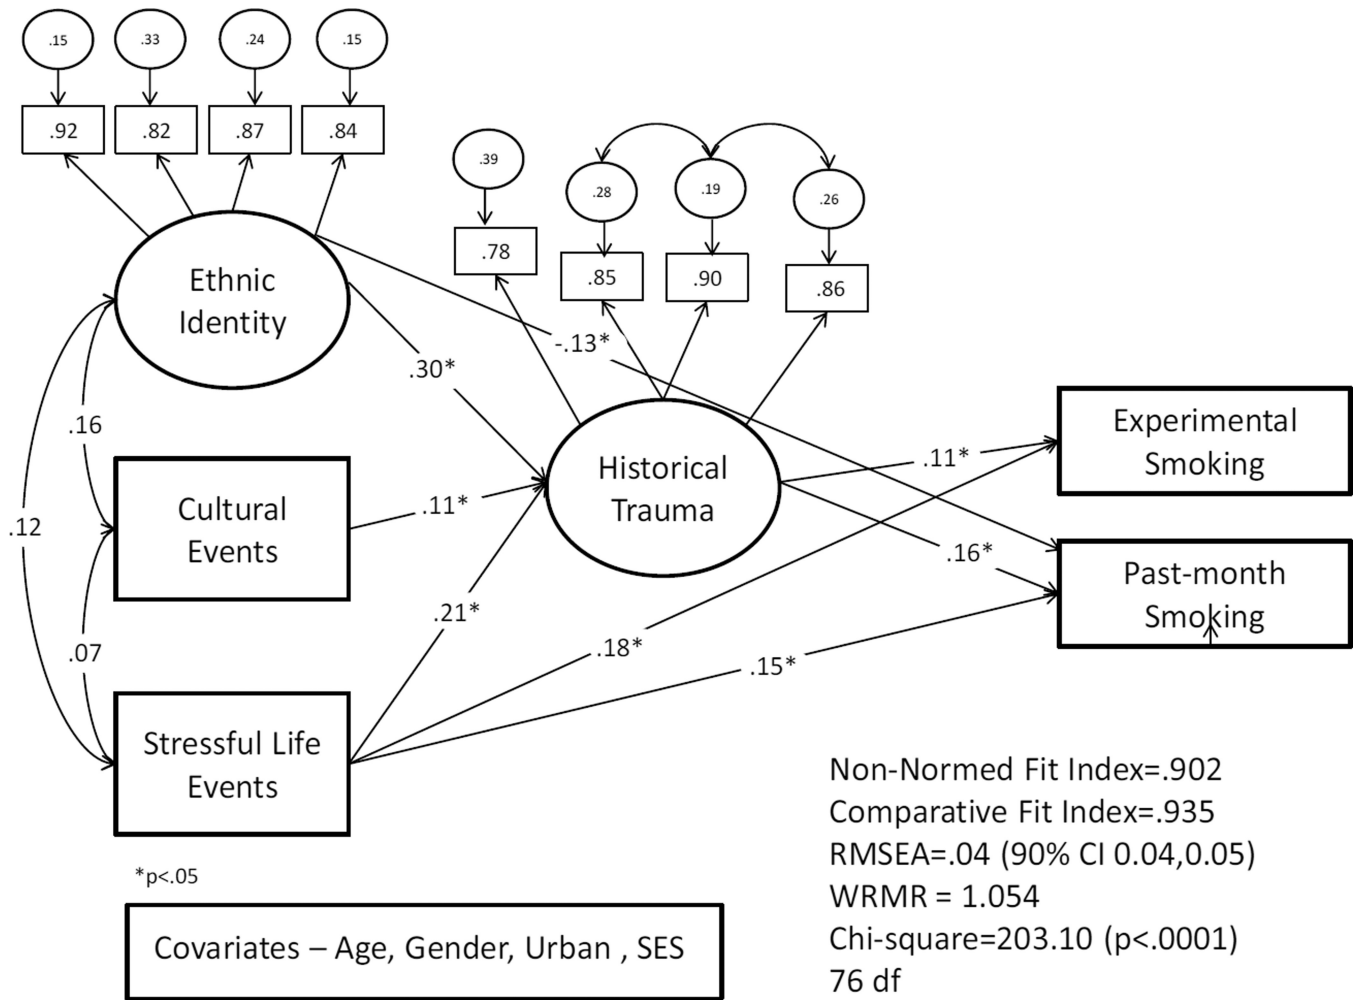 .15
.33
.24
.15
.92
.82
.87
.84
.39
.28
.19
.26
.78
.85
.90
.86
Ethnic
Identity
-.13*
.30*
.16
Experimental
Smoking
.11*
Historical
Trauma
Cultural
Events
.11*
.12
.16*
Past-month
Smoking
.21*
.18*
.07
.15*
Stressful Life
Events
Non-Normed Fit Index=.902
Comparative Fit Index=.935
RMSEA=.04 (90% CI 0.04,0.05)
WRMR = 1.054
Chi-square=203.10 (p<.0001)
76 df
*p<.05
Covariates – Age, Gender, Urban , SES